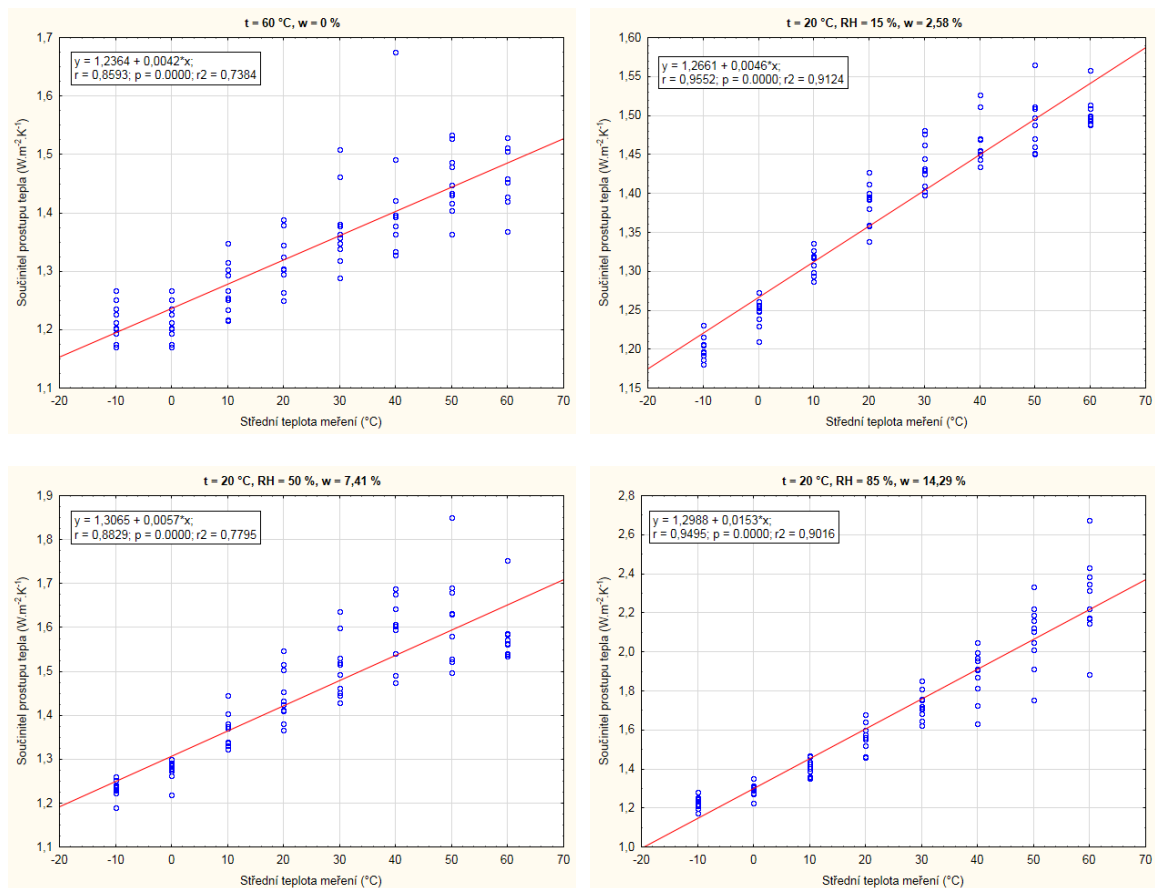 t = 60 °C, w = 0 %
y = 1,2364 + 0,0042*x;
r = 0,8593; p = 0.0000; r2 = 0,7384
Součinitel prostupu tepla (W.m⁻².K⁻¹)
1,7
1,6
1,5
1,4
1,3
1,2
1,1
-20 -10 0 10 20 30 40 50 60 70
Střední teplota meření (°C)
t = 20 °C, RH = 15 %, w = 2,58 %
y = 1,2661 + 0,0046*x;
r = 0,9552; p = 0.0000; r2 = 0,9124
Součinitel prostupu tepla (W.m⁻².K⁻¹)
1,60
1,55
1,50
1,45
1,40
1,35
1,30
1,25
1,20
1,15
-20 -10 0 10 20 30 40 50 60 70
Střední teplota meření (°C)
t = 20 °C, RH = 50 %, w = 7,41 %
y = 1,3065 + 0,0057*x;
r = 0,8829; p = 0.0000; r2 = 0,7795
Součinitel prostupu tepla (W.m⁻².K⁻¹)
1,9
1,8
1,7
1,6
1,5
1,4
1,3
1,2
1,1
-20 -10 0 10 20 30 40 50 60 70
Střední teplota meření (°C)
t = 20 °C, RH = 85 %, w = 14,29 %
y = 1,2988 + 0,0153*x;
r = 0,9495; p = 0.0000; r2 = 0,9016
Součinitel prostupu tepla (W.m⁻².K⁻¹)
2,8
2,6
2,4
2,2
2,0
1,8
1,6
1,4
1,2
1,0
-20 -10 0 10 20 30 40 50 60 70
Střední teplota meření (°C)